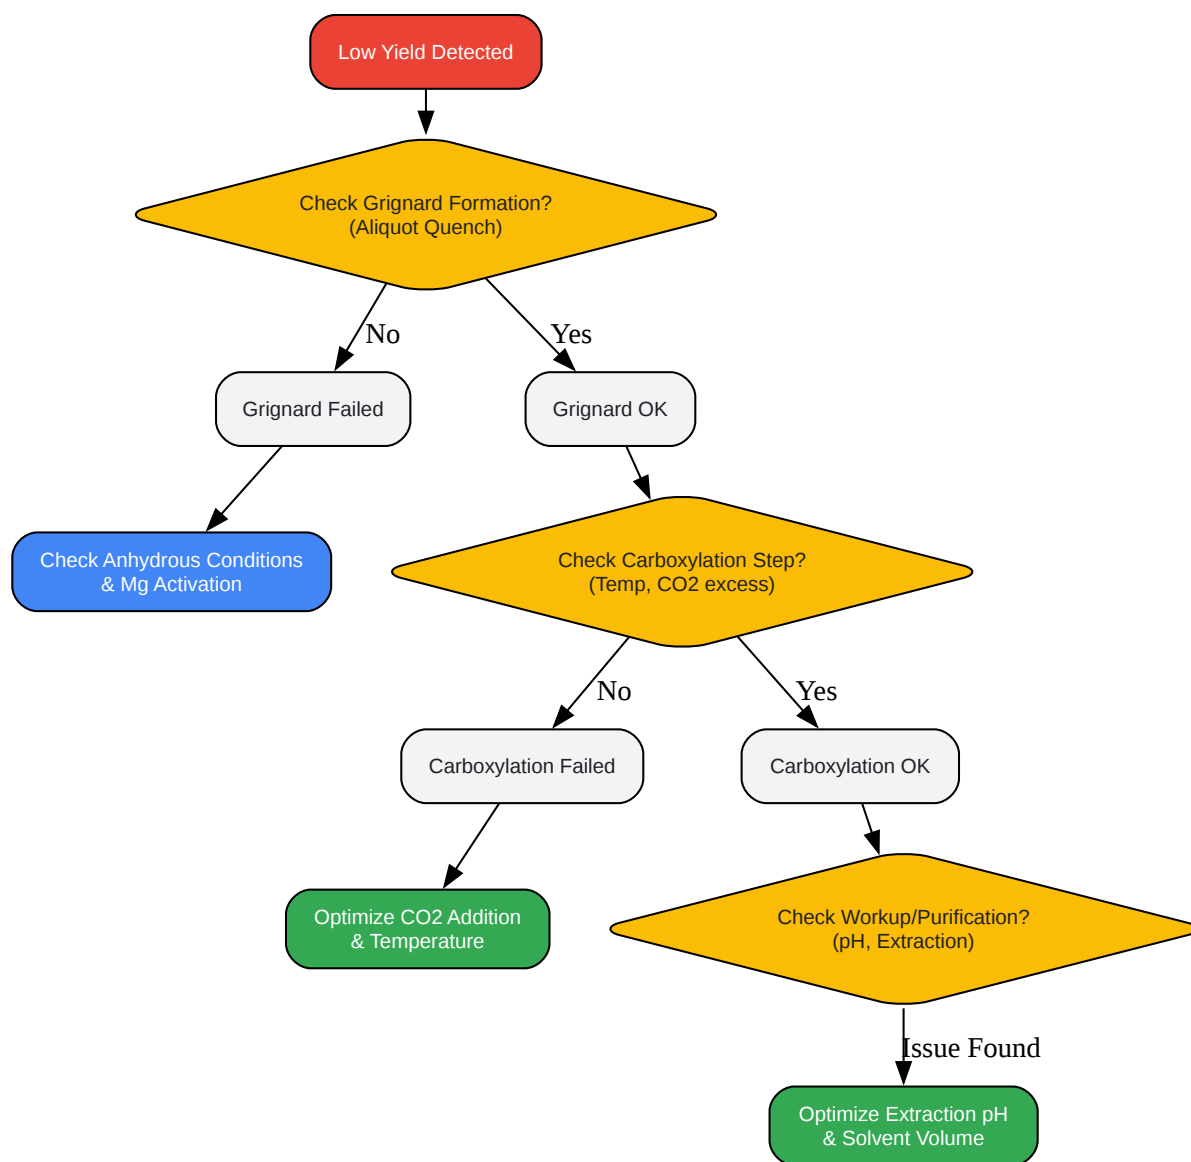 Low Yield Detected
Check Grignard Formation?
(Aliquot Quench)
No
Yes
Grignard Failed
Grignard OK
Check Anhydrous Conditions
& Mg Activation
Check Carboxylation Step?
(Temp, CO2 excess)
No
Yes
Carboxylation Failed
Carboxylation OK
Optimize CO2 Addition
& Temperature
Check Workup/Purification?
(pH, Extraction)
Issue Found
Optimize Extraction pH
& Solvent Volume